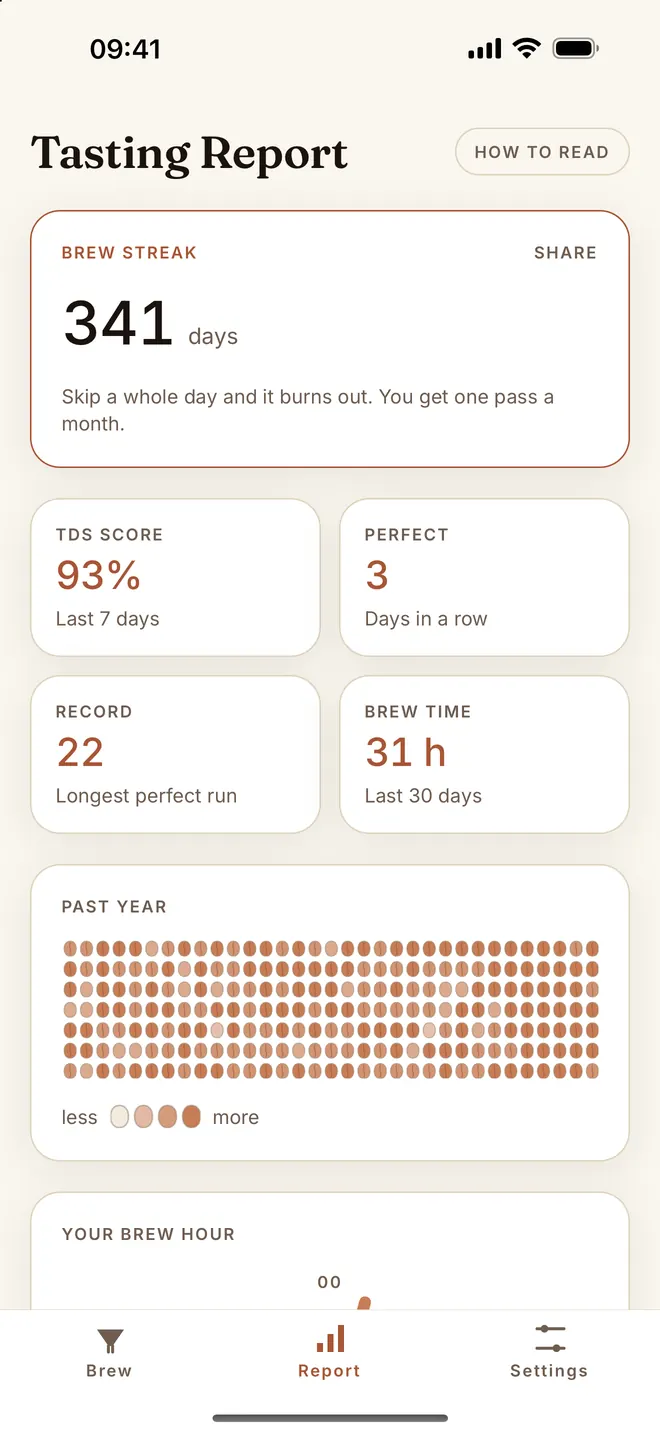 09:41
Tasting Report
HOW TO READ
BREW STREAK
SHARE
341 days
Skip a whole day and it burns out. You get one pass a
month.
TDS SCORE
93%
Last 7 days
PERFECT
3
Days in a row
RECORD
22
Longest perfect run
BREW TIME
31 h
Last 30 days
PAST YEAR
less
more
YOUR BREW HOUR
00
Brew
Report
Settings